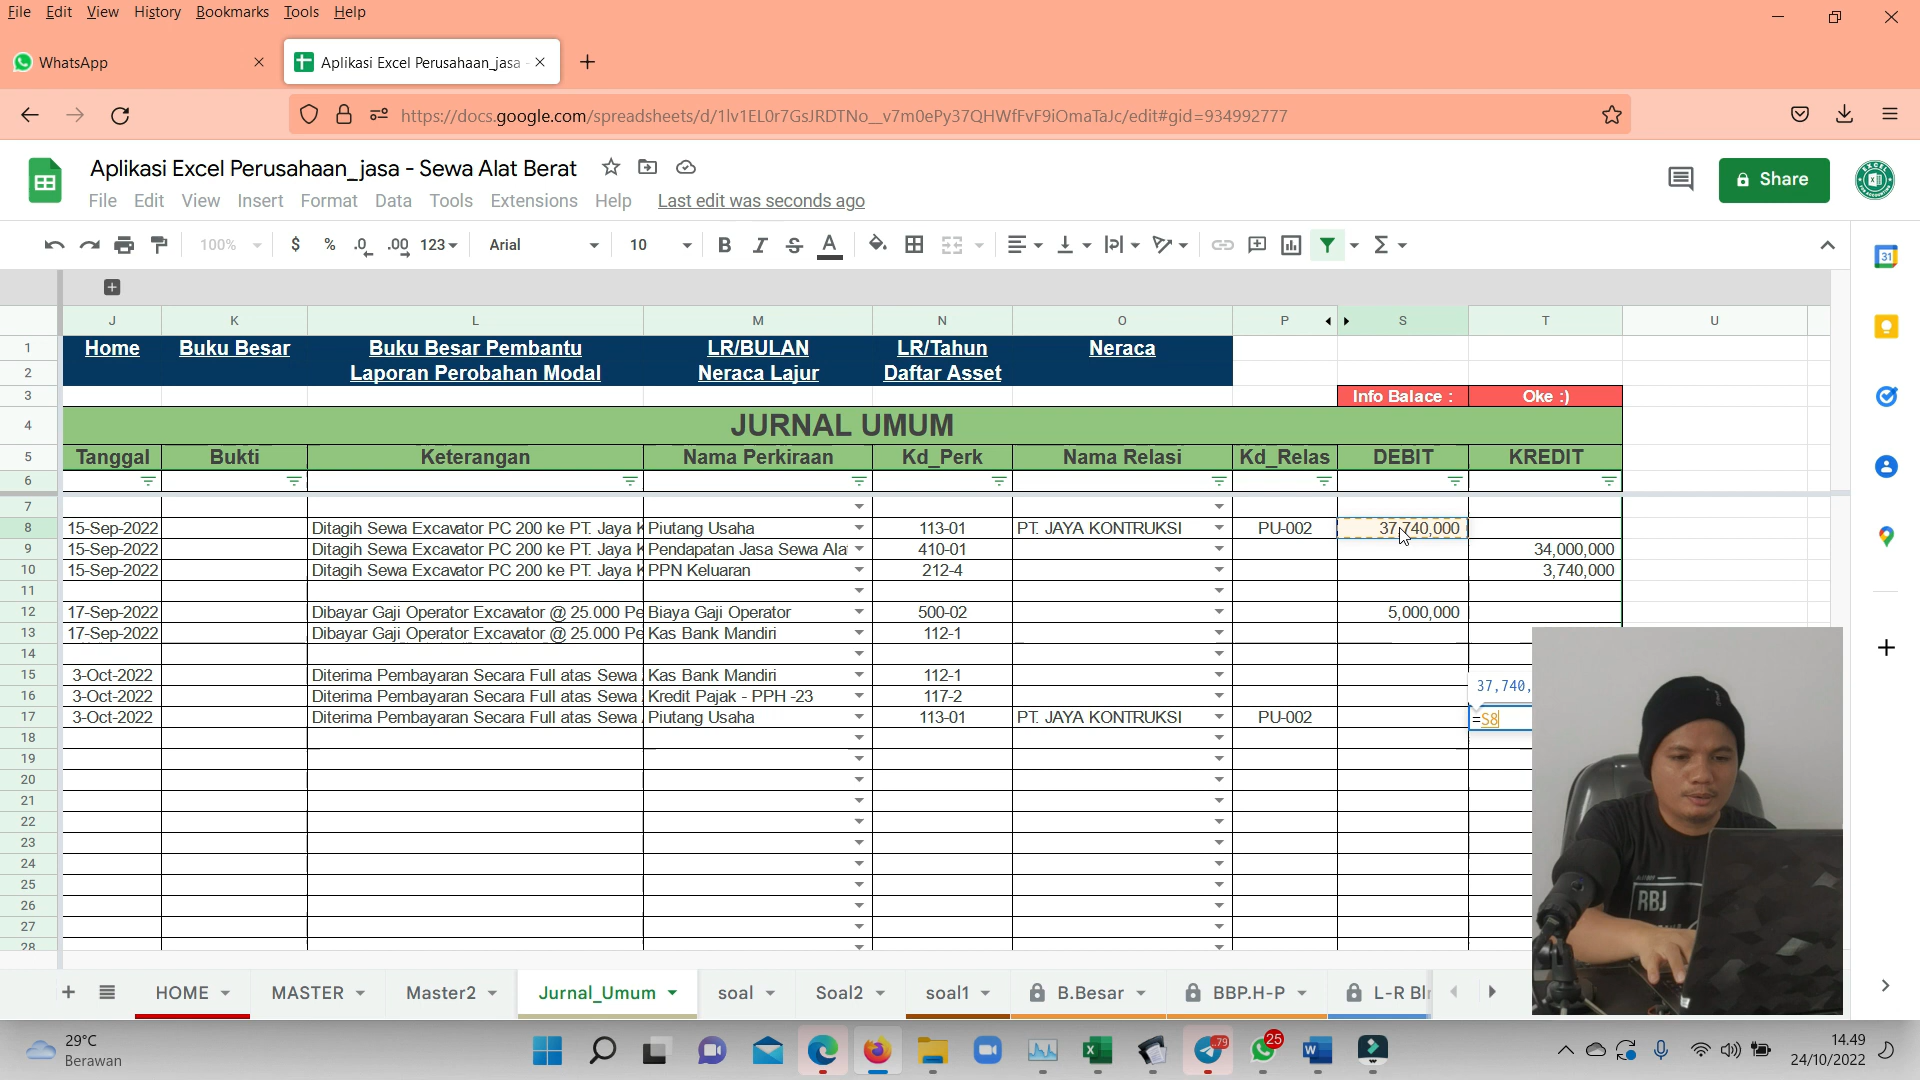 File Edit View History Bookmarks Tools Help
WhatsApp
Aplikasi Excel Perusahaan_jasa -
https://docs.google.com/spreadsheets/d/1lv1EL0r7GsJRDTNo__v7m0ePy37QHWfFvF9iOmaTaJc/edit#gid=934992777
Aplikasi Excel Perusahaan_jasa - Sewa Alat Berat
Share
File Edit View Insert Format Data Tools Extensions Help Last edit was seconds ago
100% $ % .0 .00 123 Arial 10 B I S A
31
J K L M N O P S T U
1 Home Buku Besar Buku Besar Pembantu LR/BULAN LR/Tahun Neraca
2 Laporan Perobahan Modal Neraca Lajur Daftar Asset
3 Info Balace : Oke :)
4 JURNAL UMUM
5 Tanggal Bukti Keterangan Nama Perkiraan Kd_Perk Nama Relasi Kd_Relas DEBIT KREDIT
6
7
8 15-Sep-2022 Ditagih Sewa Excavator PC 200 ke PT. Jaya K Piutang Usaha 113-01 PT. JAYA KONTRUKSI PU-002 37,740,000
9 15-Sep-2022 Ditagih Sewa Excavator PC 200 ke PT. Jaya K Pendapatan Jasa Sewa Ala 410-01 34,000,000
10 15-Sep-2022 Ditagih Sewa Excavator PC 200 ke PT. Jaya K PPN Keluaran 212-4 3,740,000
11
12 17-Sep-2022 Dibayar Gaji Operator Excavator @ 25.000 Pe Biaya Gaji Operator 500-02 5,000,000
13 17-Sep-2022 Dibayar Gaji Operator Excavator @ 25.000 Pe Kas Bank Mandiri 112-1
14
15 3-Oct-2022 Diterima Pembayaran Secara Full atas Sewa Kas Bank Mandiri 112-1
16 3-Oct-2022 Diterima Pembayaran Secara Full atas Sewa Kredit Pajak - PPH -23 117-2
37,740,
17 3-Oct-2022 Diterima Pembayaran Secara Full atas Sewa Piutang Usaha 113-01 PT. JAYA KONTRUKSI PU-002 =S8
18
19
20
21
22
23
24
25
26
27
28
RBJ
HOME MASTER Master2 Jurnal_Umum soal Soal2 soal1 B.Besar BBP.H-P L-R Bl
29°C
Berawan
79
25
14.49
24/10/2022